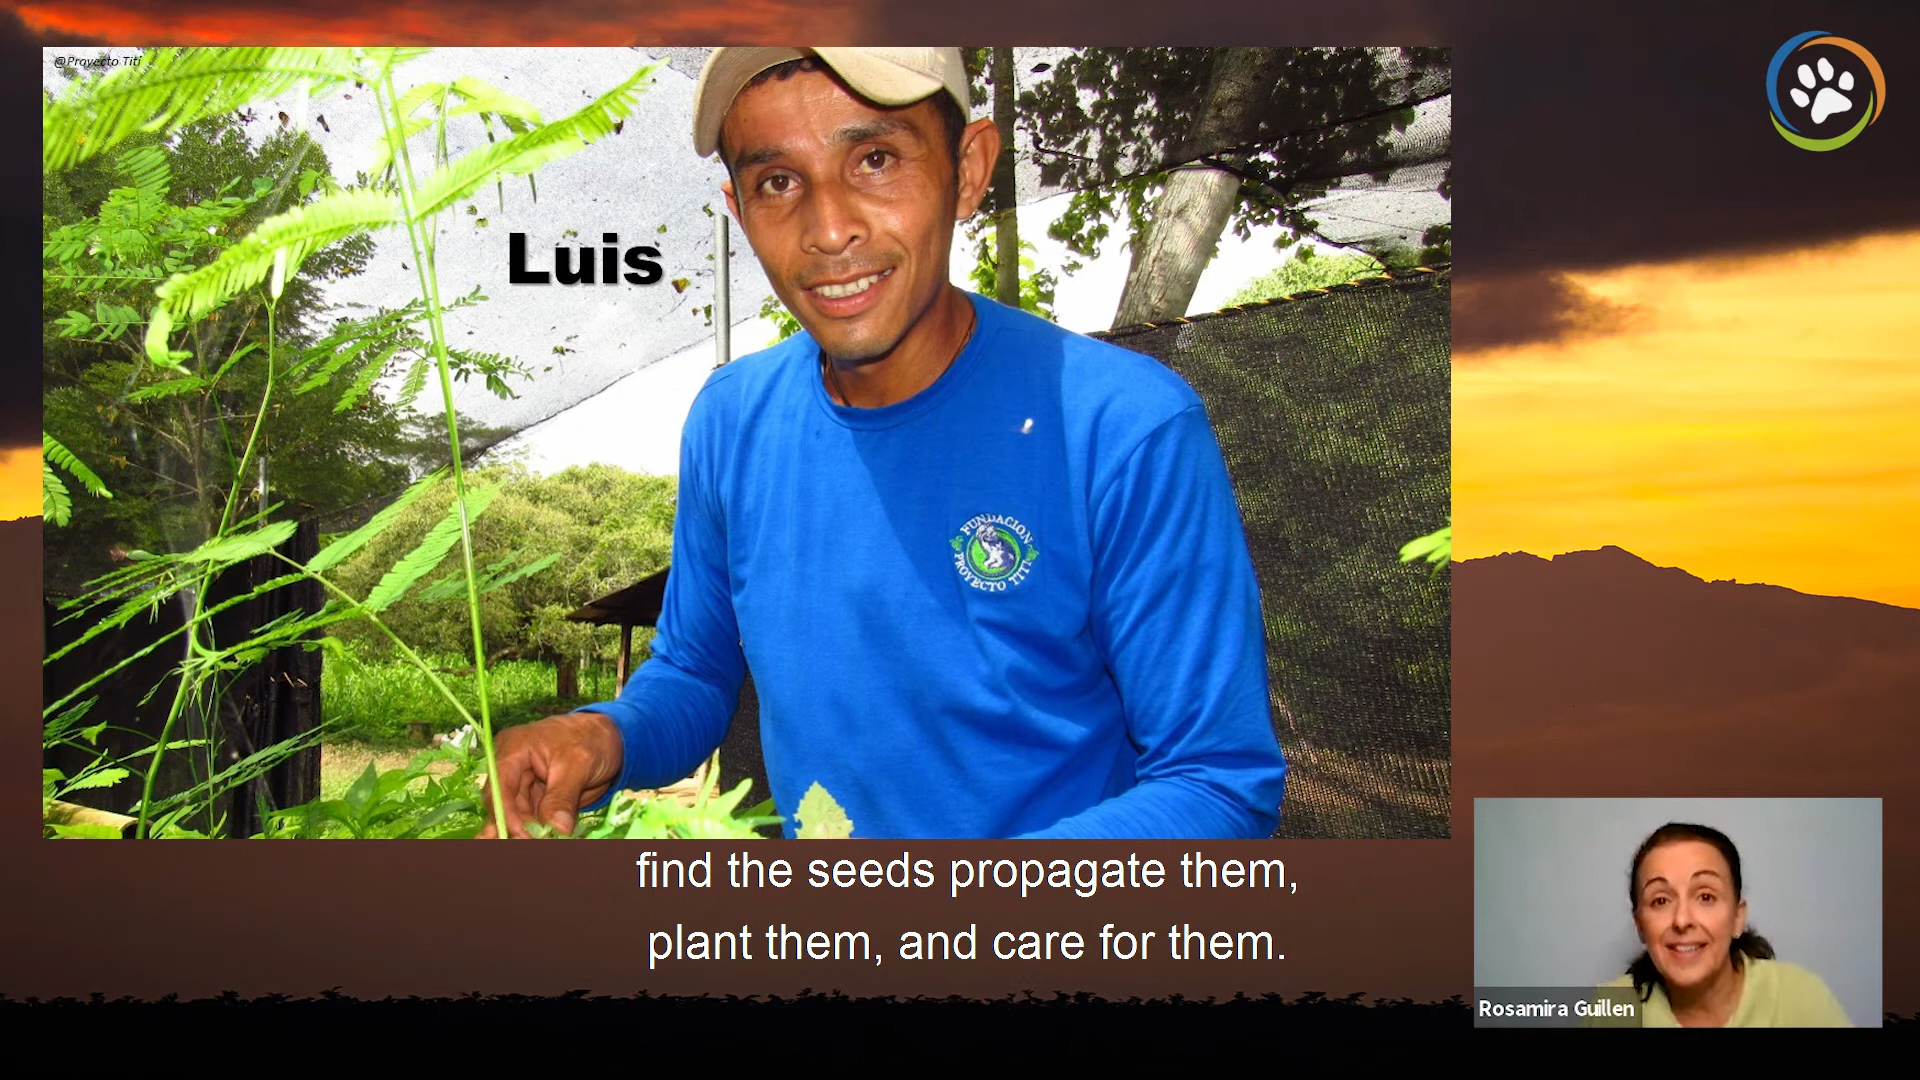 @Proyecto Titi
Luis
FUNDACION
PROYECTO TITI
find the seeds propagate them,
plant them, and care for them.
Rosamira Guillen